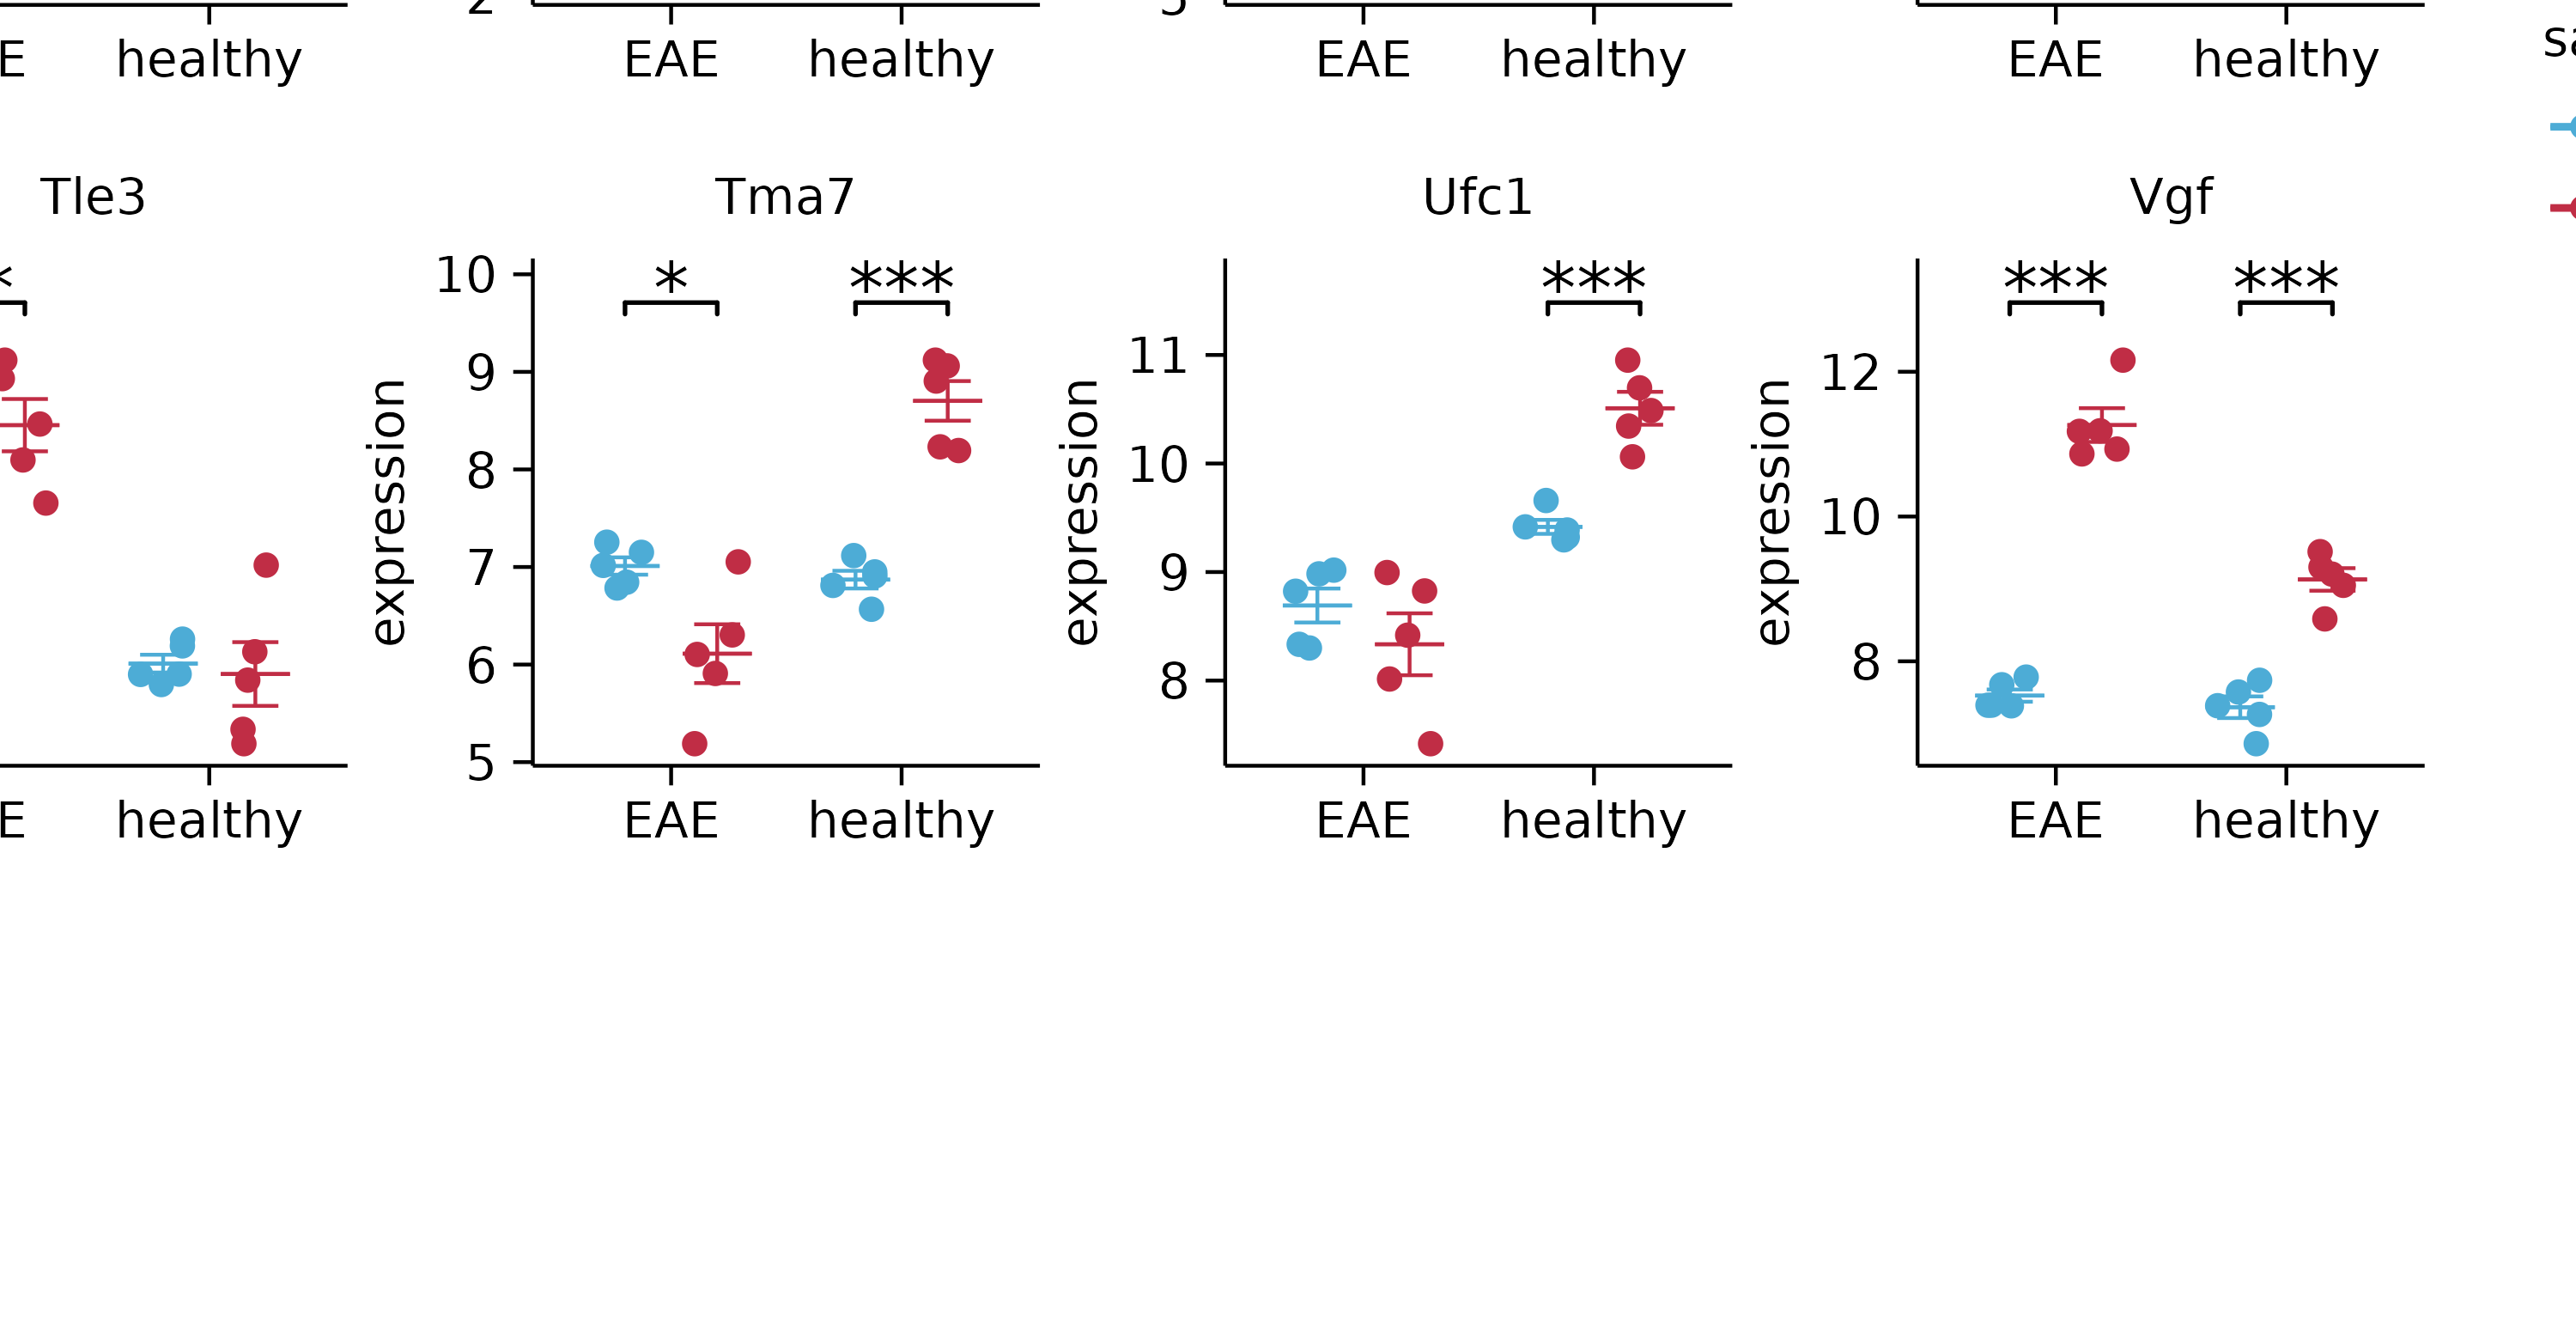 2
EAE healthy
EAE healthy
EAE healthy
healthy
Tle3
healthy
Tma7
expression
10
9
8
7
6
5
* ***
EAE healthy
Ufc1
expression
11
10
9
8
***
EAE healthy
Vgf
expression
12
10
8
*** ***
EAE healthy